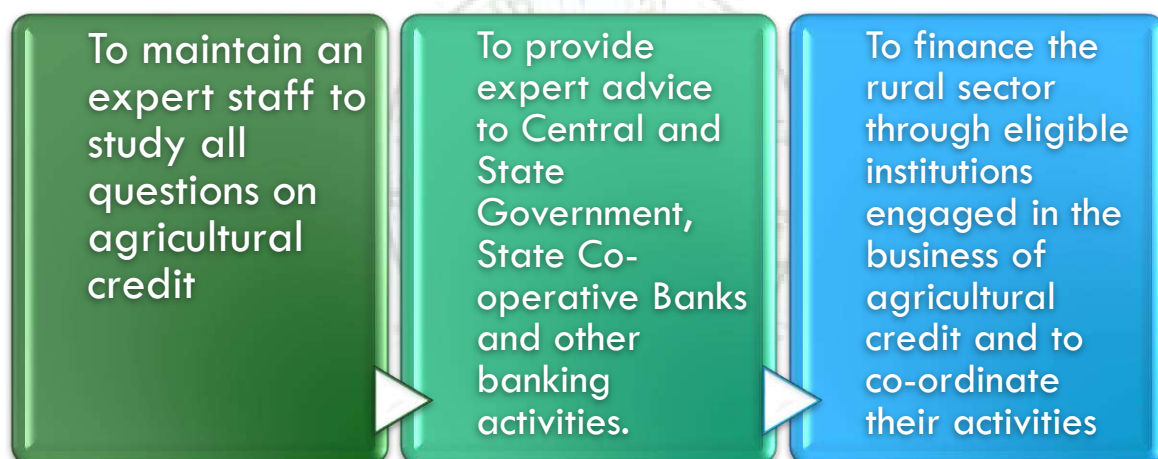 To maintain an
expert staff to
study all
questions on
agricultural
credit
To provide
expert advice
to Central and
State
Government,
State Co-
operative Banks
and other
banking
activities.
To finance the
rural sector
through eligible
institutions
engaged in the
business of
agricultural
credit and to
co-ordinate
their activities